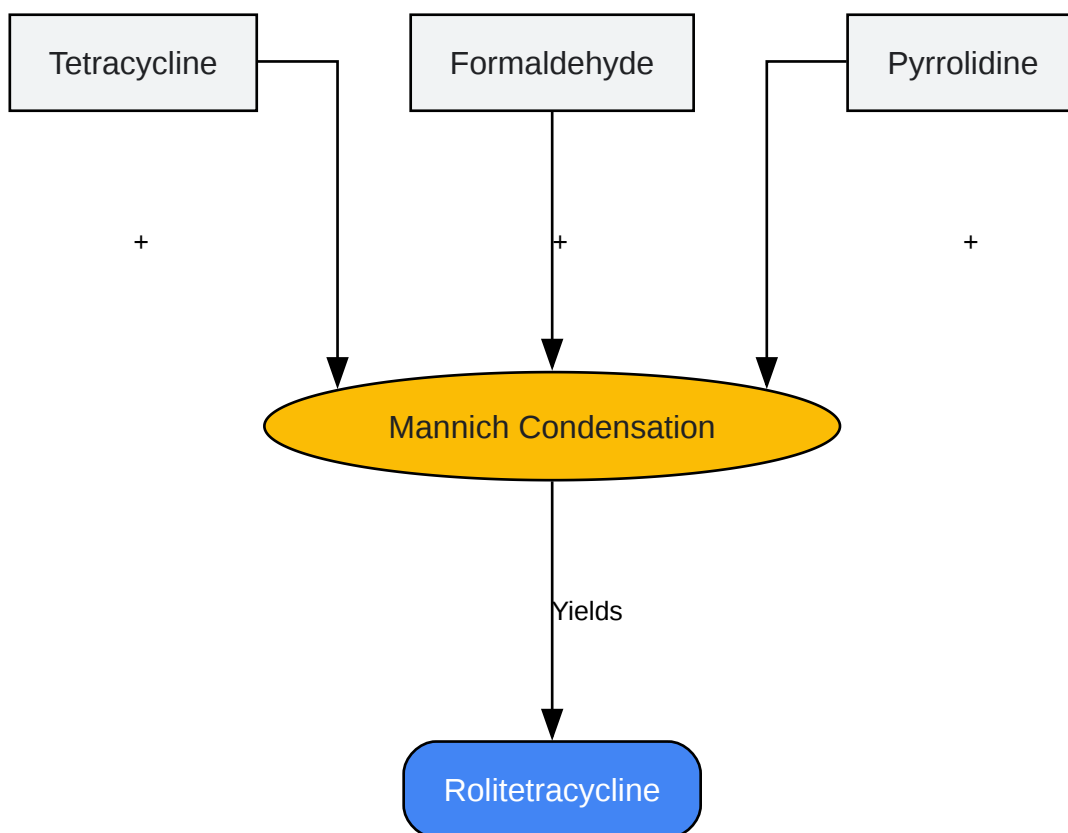 Tetracycline
Formaldehyde
Pyrrolidine
+
+
+
Mannich Condensation
Yields
Rolitetracycline